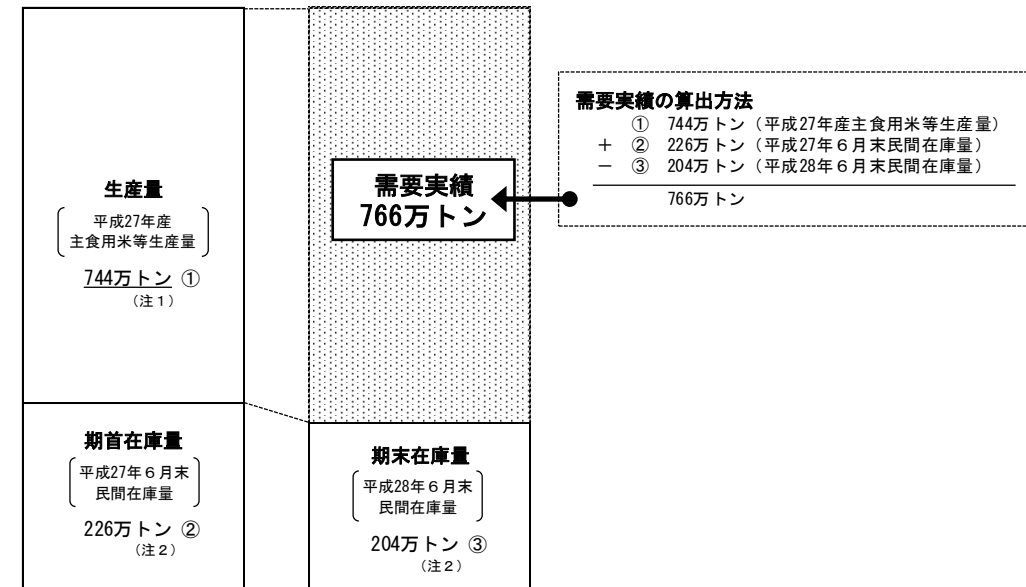 生産量
平成27年産
主食用米等生産量
744万トン ①
（注１）
期首在庫量
平成27年６月末
民間在庫量
226万トン ②
（注２）
需要実績
766万トン
期末在庫量
平成28年６月末
民間在庫量
204万トン ③
（注２）
需要実績の算出方法
① 744万トン（平成27年産主食用米等生産量）
＋ ② 226万トン（平成27年６月末民間在庫量）
－ ③ 204万トン（平成28年６月末民間在庫量）
766万トン